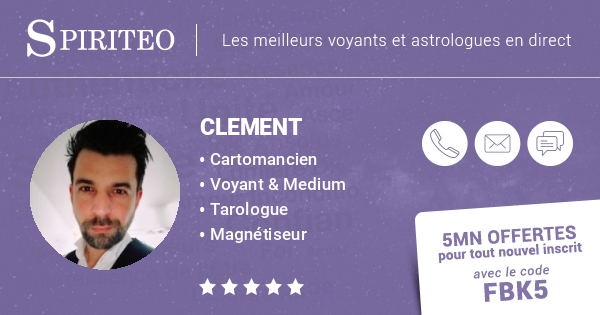 SPIRITEO
Les meilleurs voyants et astrologues en direct
CLEMENT
• Cartomancien
• Voyant & Medium
• Tarologue
• Magnétiseur
5MN OFFERTES
pour tout nouvel inscrit
avec le code
FBK5